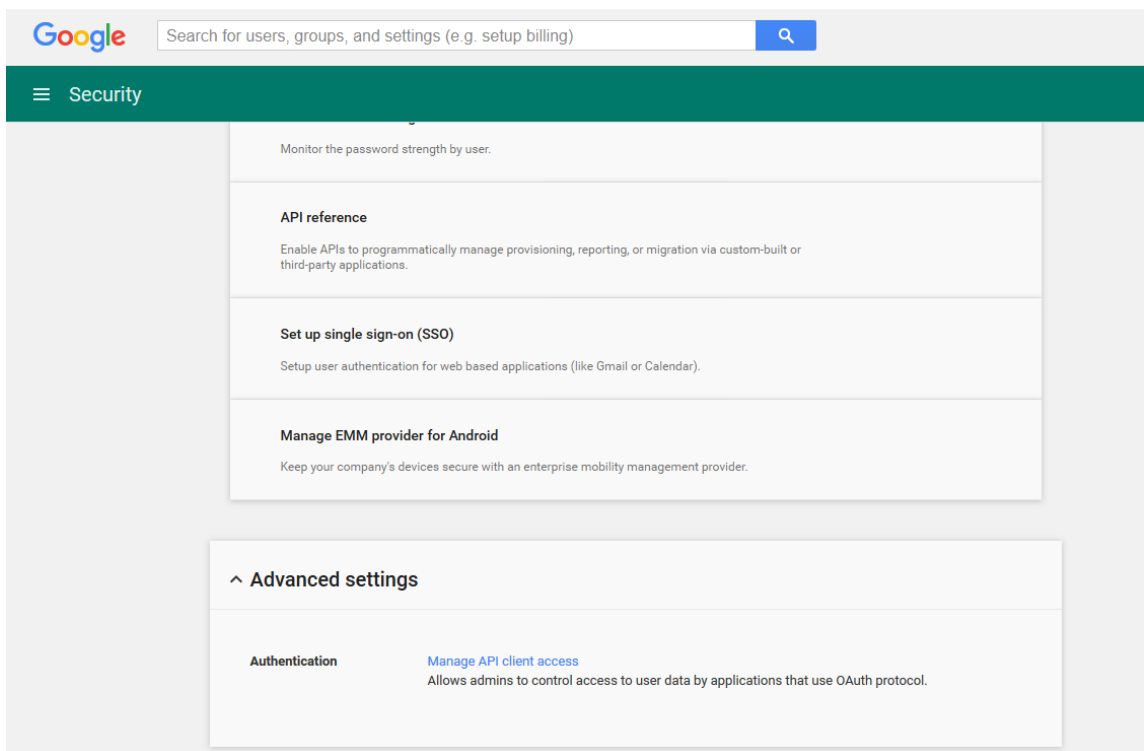 Google
Search for users, groups, and settings (e.g. setup billing)
Security
Monitor the password strength by user.
API reference
Enable APIs to programmatically manage provisioning, reporting, or migration via custom-built or
third-party applications.
Set up single sign-on (SSO)
Setup user authentication for web based applications (like Gmail or Calendar).
Manage EMM provider for Android
Keep your company's devices secure with an enterprise mobility management provider.
Advanced settings
Authentication
Manage API client access
Allows admins to control access to user data by applications that use OAuth protocol.